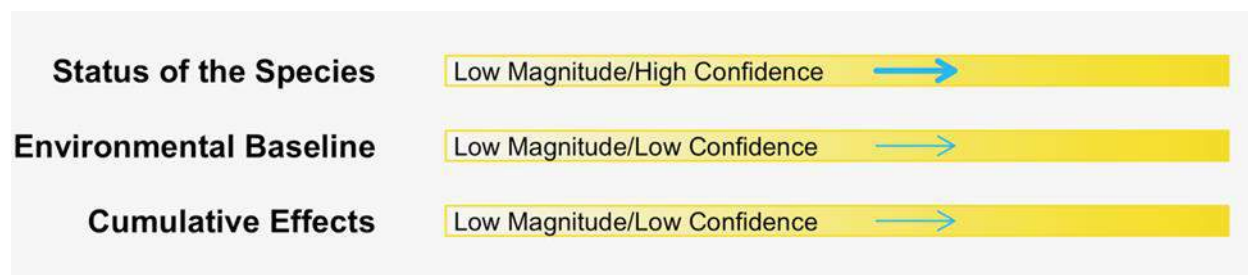 Status of the Species Low Magnitude/High Confidence
Environmental Baseline Low Magnitude/Low Confidence
Cumulative Effects Low Magnitude/Low Confidence